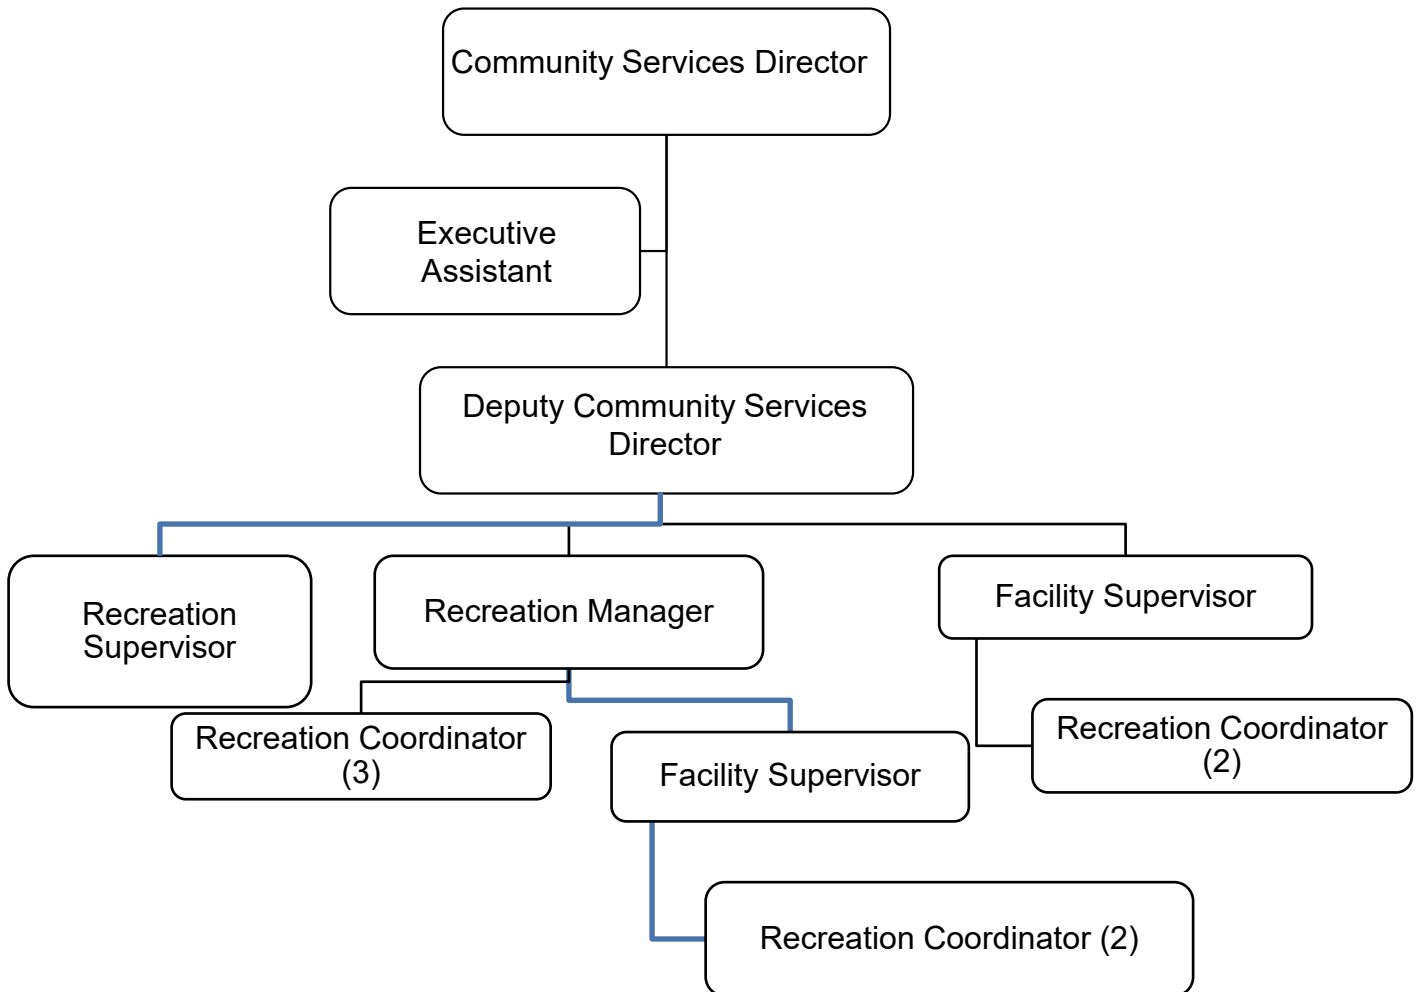 Community Services Director
Executive
Assistant
Deputy Community Services
Director
Recreation
Supervisor
Recreation Manager
Facility Supervisor
Recreation Coordinator
(3)
Facility Supervisor
Recreation Coordinator
(2)
Recreation Coordinator (2)